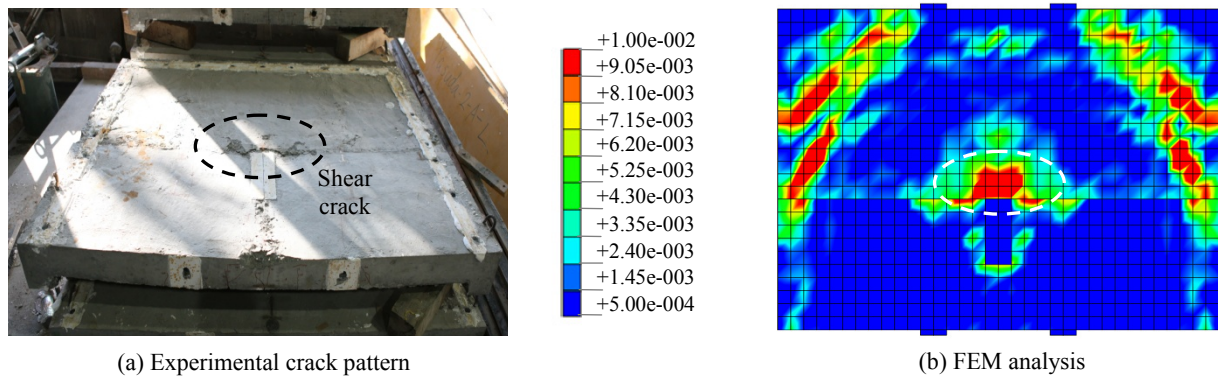 Shear
crack
+1.00e-002
+9.05e-003
+8.10e-003
+7.15e-003
+6.20e-003
+5.25e-003
+4.30e-003
+3.35e-003
+2.40e-003
+1.45e-003
+5.00e-004
(a) Experimental crack pattern
(b) FEM analysis